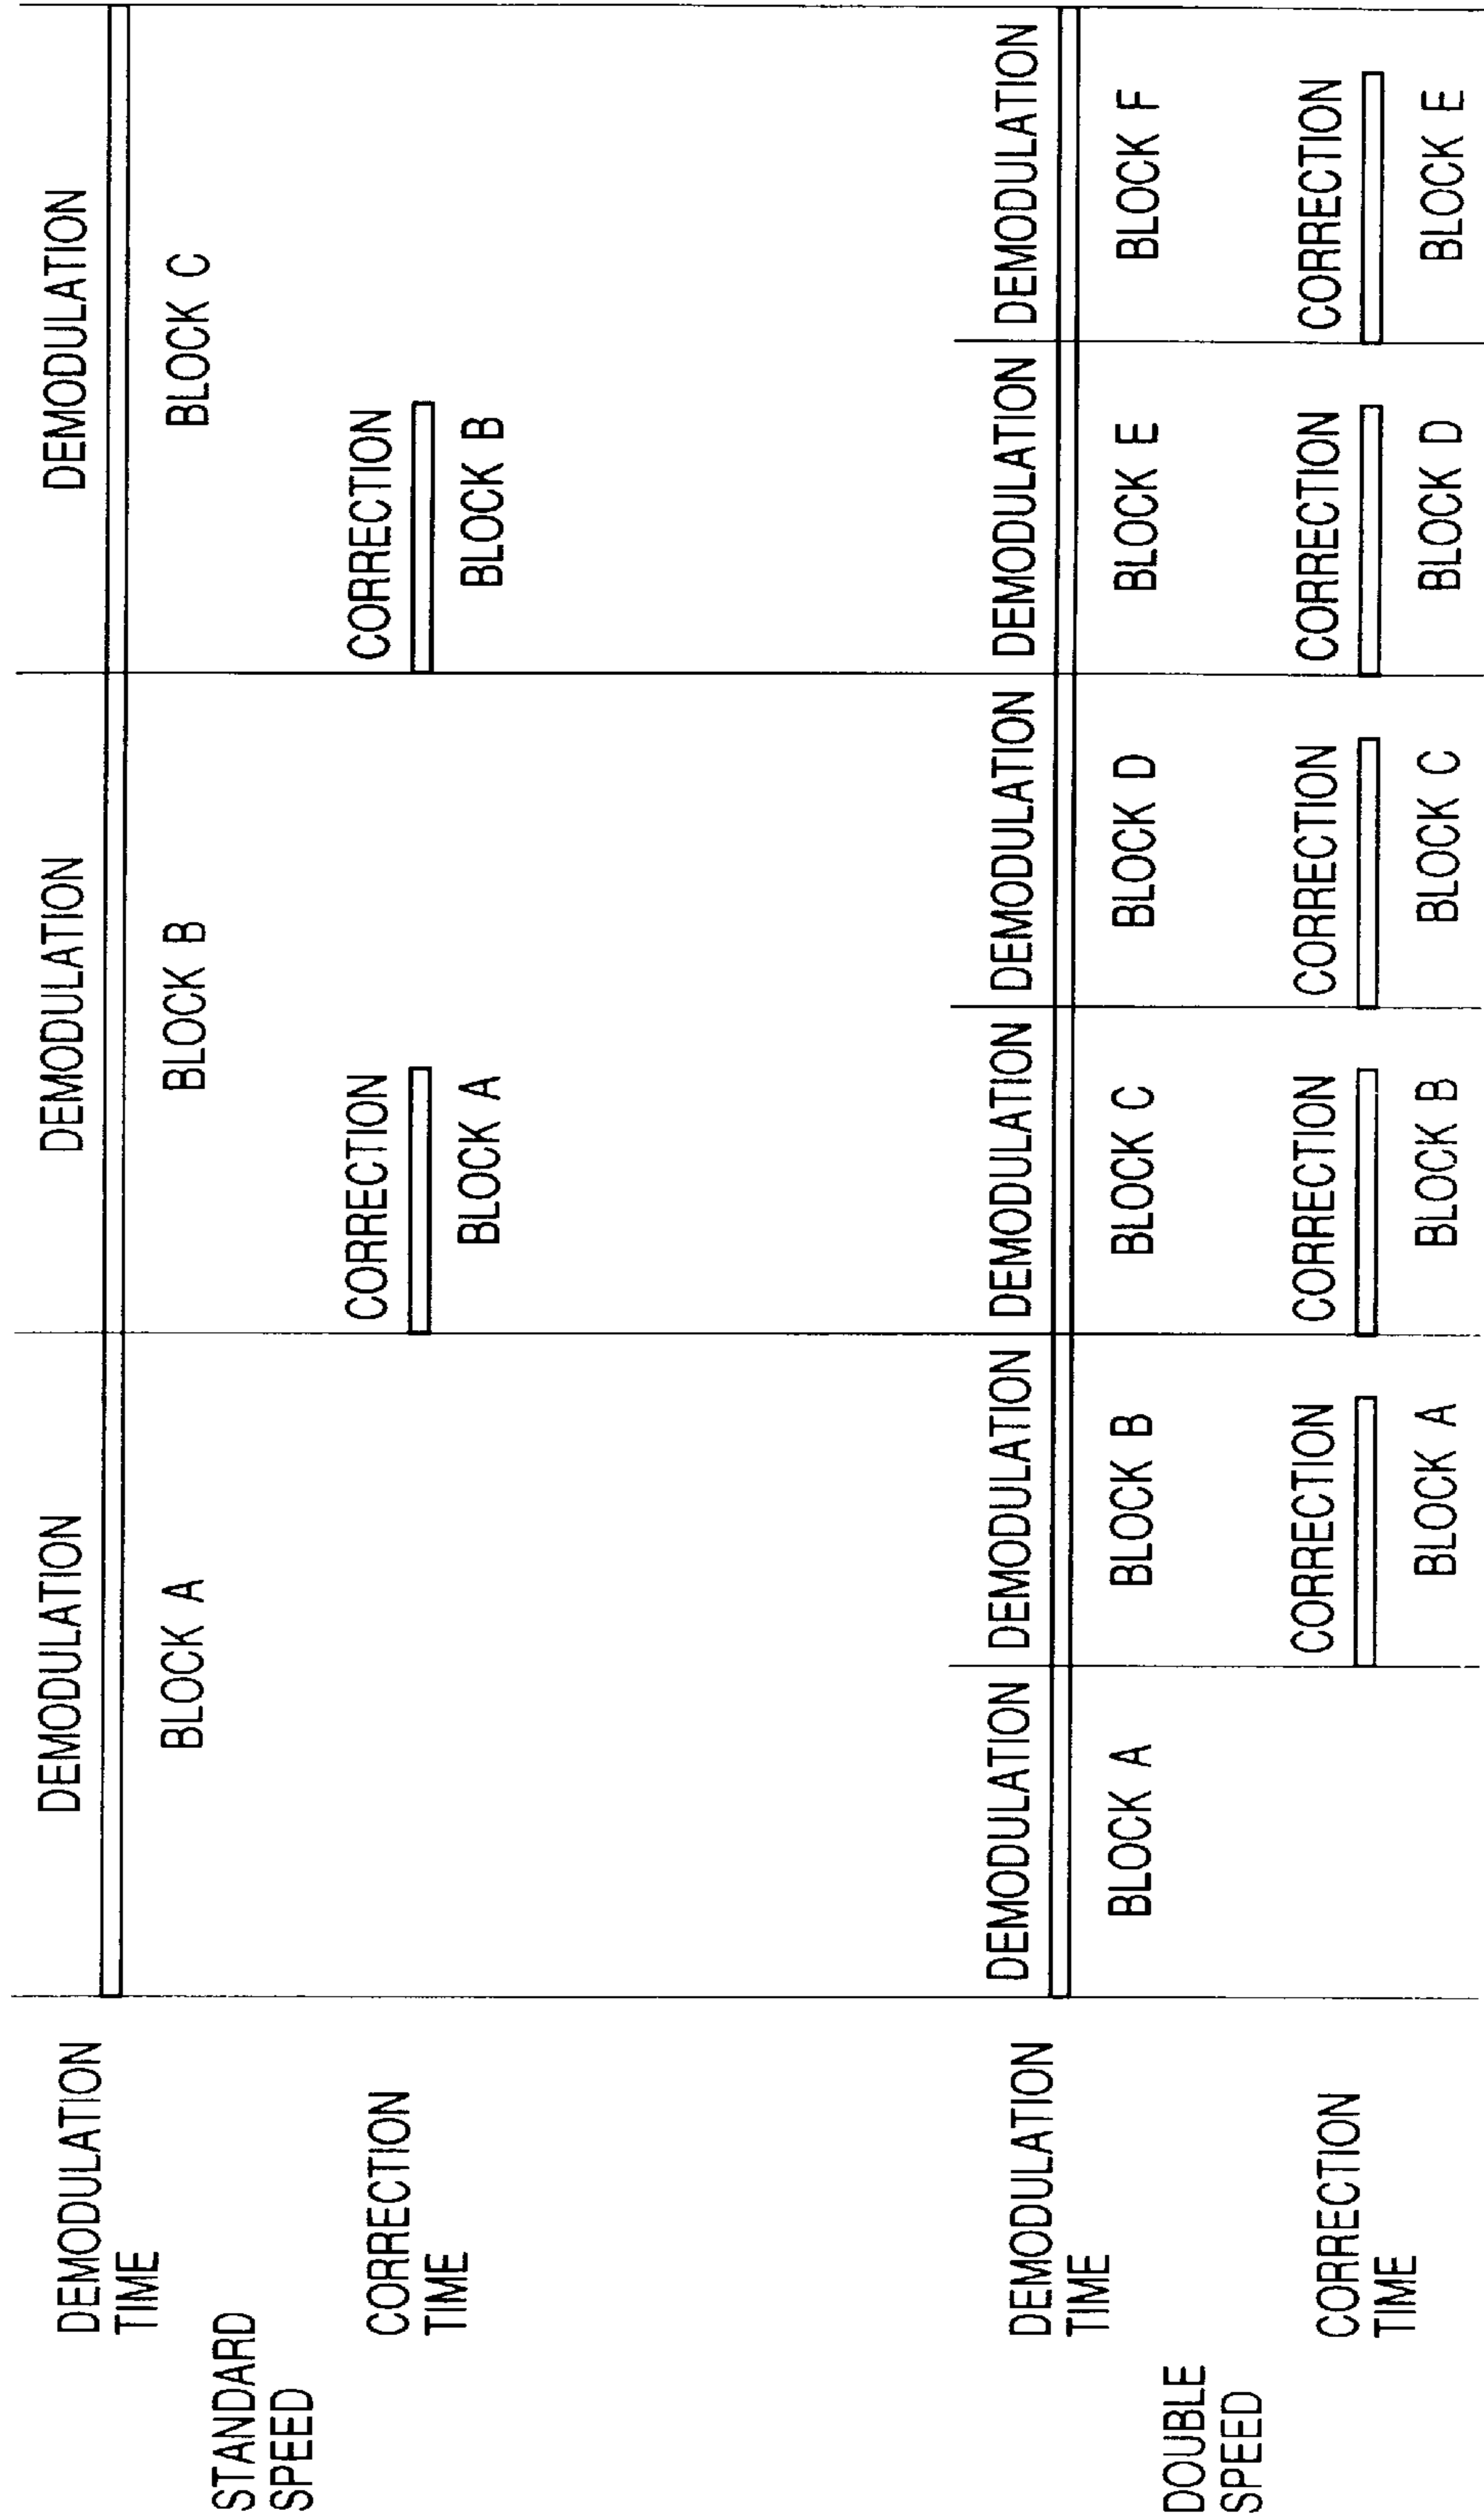 STANDARD
SPEED
DEMODULATION
TIME
DEMODULATION
DEMODULATION
DEMODULATION
BLOCK A
BLOCK B
BLOCK C
CORRECTION
TIME
CORRECTION
CORRECTION
BLOCK A
BLOCK B
DOUBLE
SPEED
DEMODULATION
TIME
DEMODULATION
DEMODULATION
DEMODULATION
DEMODULATION
DEMODULATION
DEMODULATION
BLOCK A
BLOCK B
BLOCK C
BLOCK D
BLOCK E
BLOCK F
CORRECTION
TIME
CORRECTION
CORRECTION
CORRECTION
CORRECTION
CORRECTION
BLOCK A
BLOCK B
BLOCK C
BLOCK D
BLOCK E